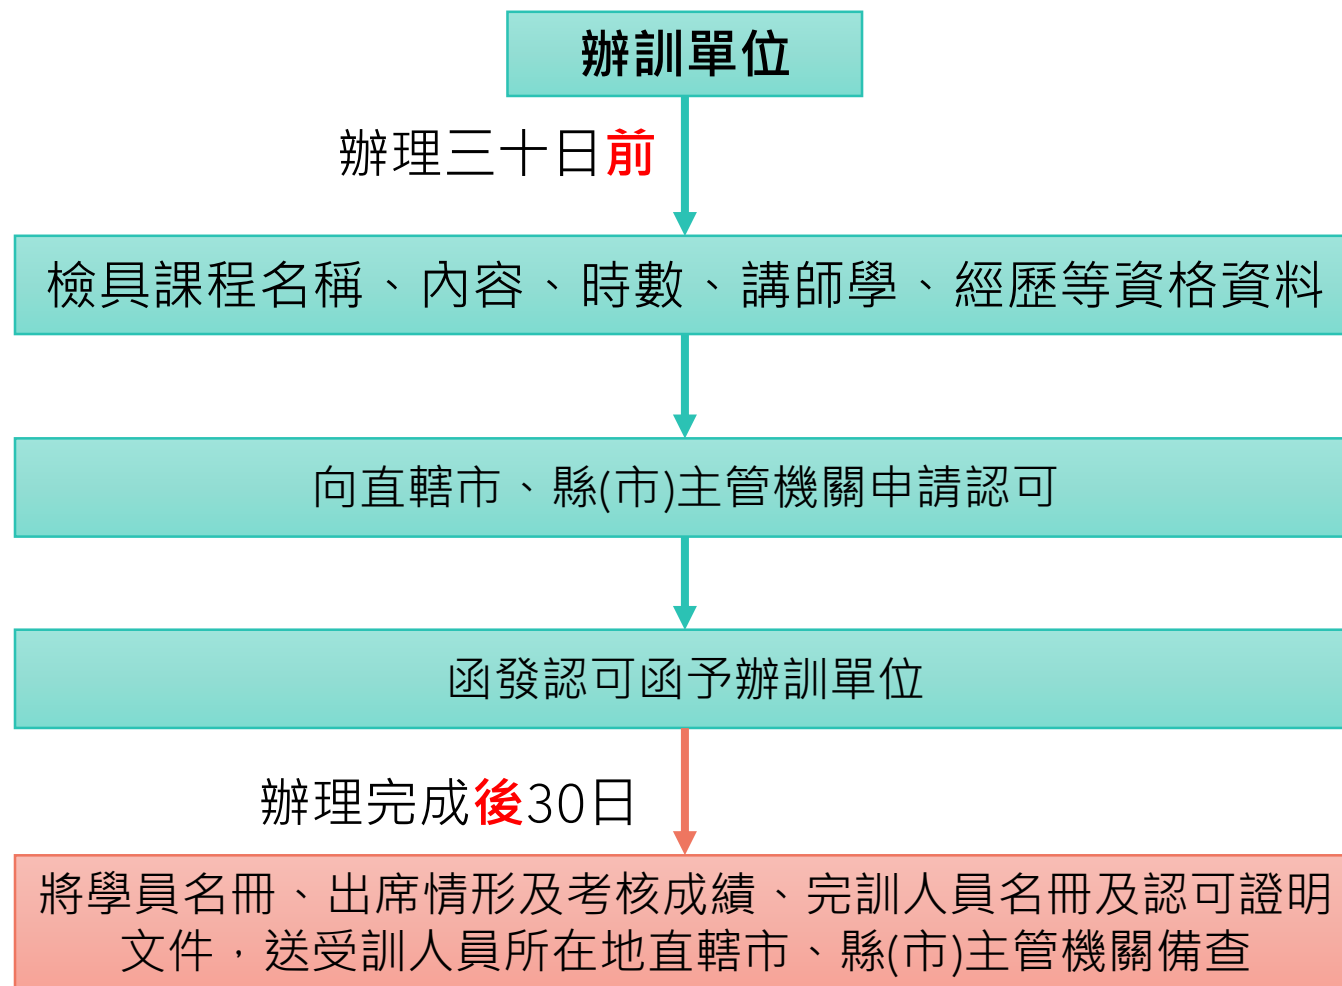 辦訓單位
辦理三十日前
檢具課程名稱、內容、時數、講師學、經歷等資格資料
向直轄市、縣(市)主管機關申請認可
函發認可函予辦訓單位
辦理完成後30日
將學員名冊、出席情形及考核成績、完訓人員名冊及認可證明
文件，送受訓人員所在地直轄市、縣(市)主管機關備查